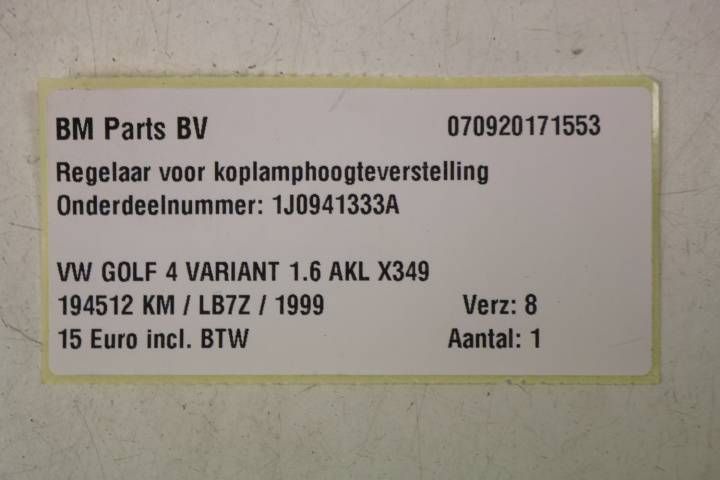 BM Parts BV 070920171553
Regelaar voor koplamphoogteverstelling
Onderdeelnummer: 1J0941333A
VW GOLF 4 VARIANT 1.6 AKL X349
194512 KM / LB7Z / 1999 Verz: 8
15 Euro incl. BTW Aantal: 1